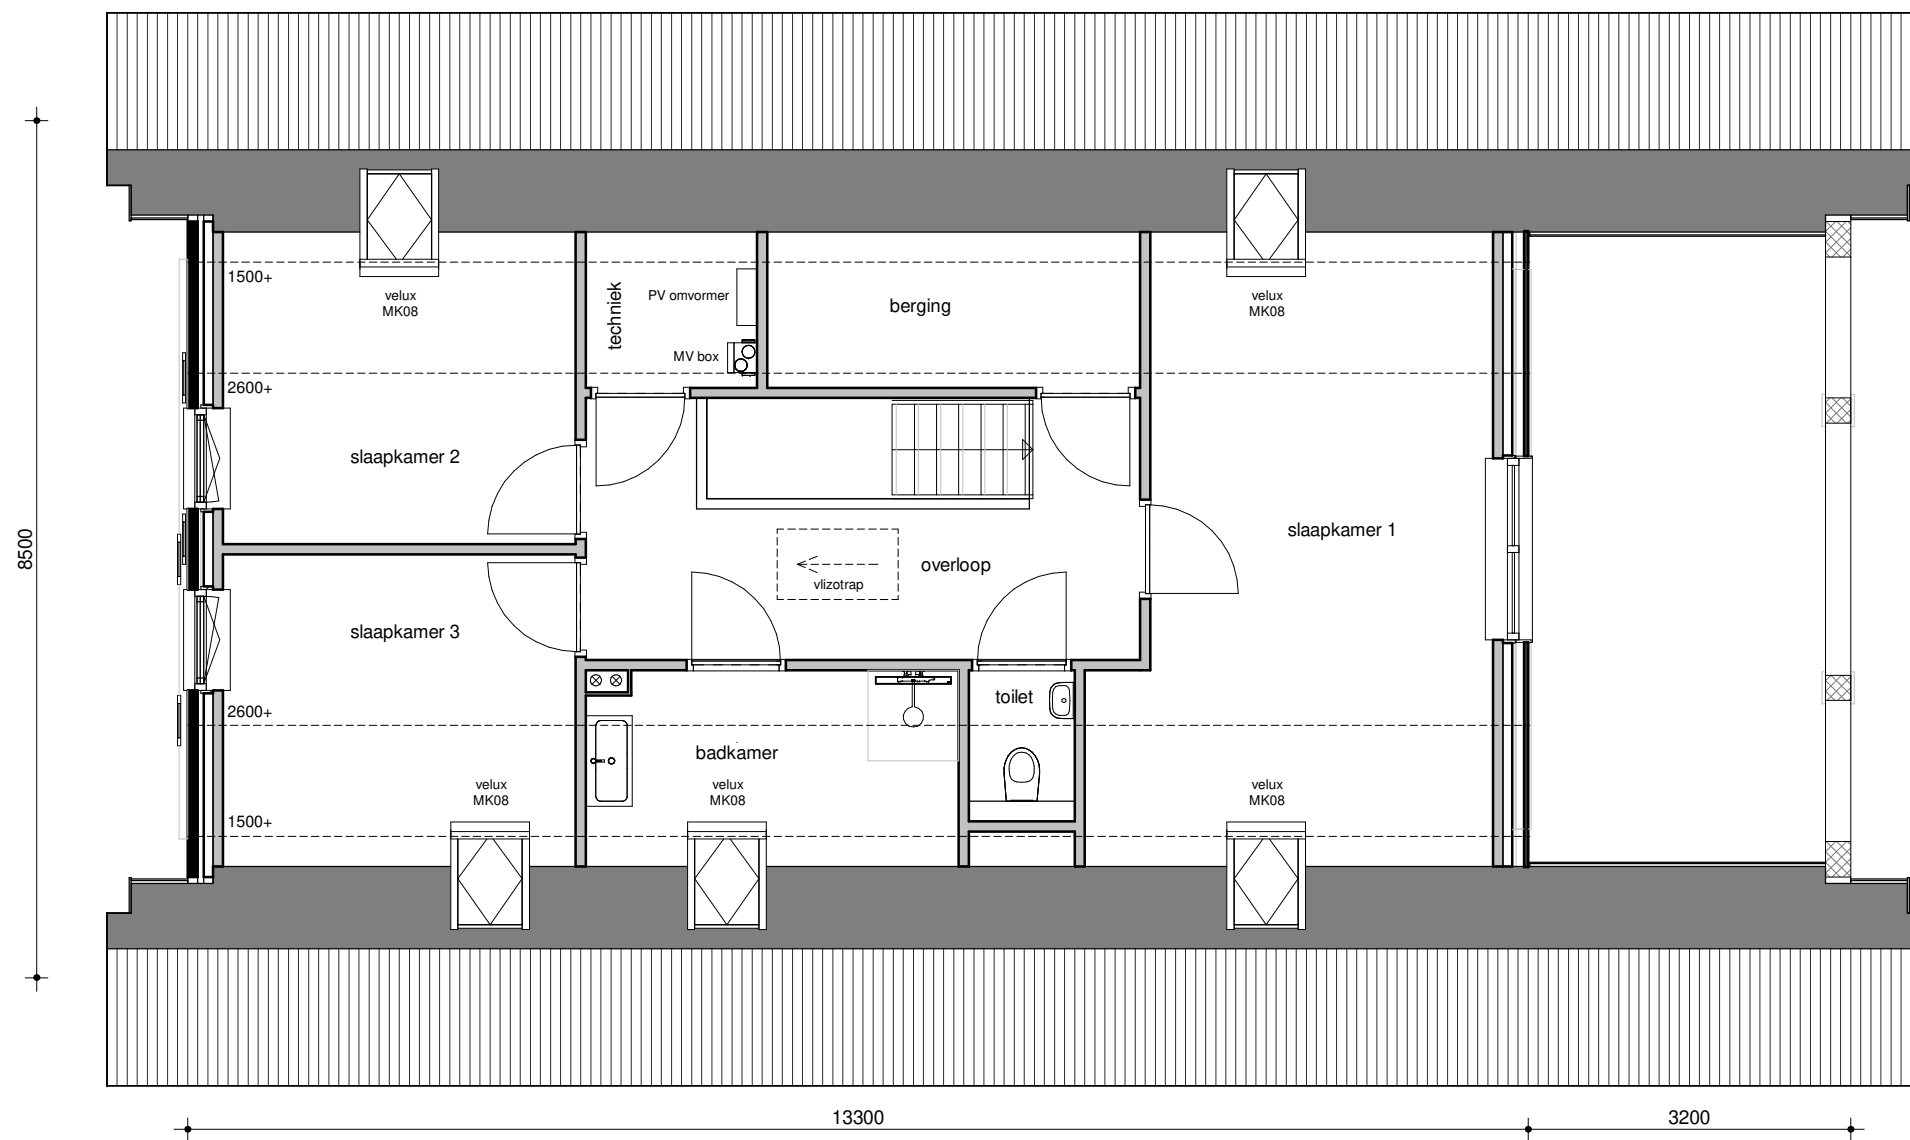 1500+
velux
MK08
techniek
PV omvormer
berging
velux
MK08
MV box
2600+
slaapkamer 2
slaapkamer 1
8500
overloop
vlizotrap
slaapkamer 3
2600+
toilet
badkamer
velux
MK08
velux
MK08
velux
MK08
1500+
13300
3200